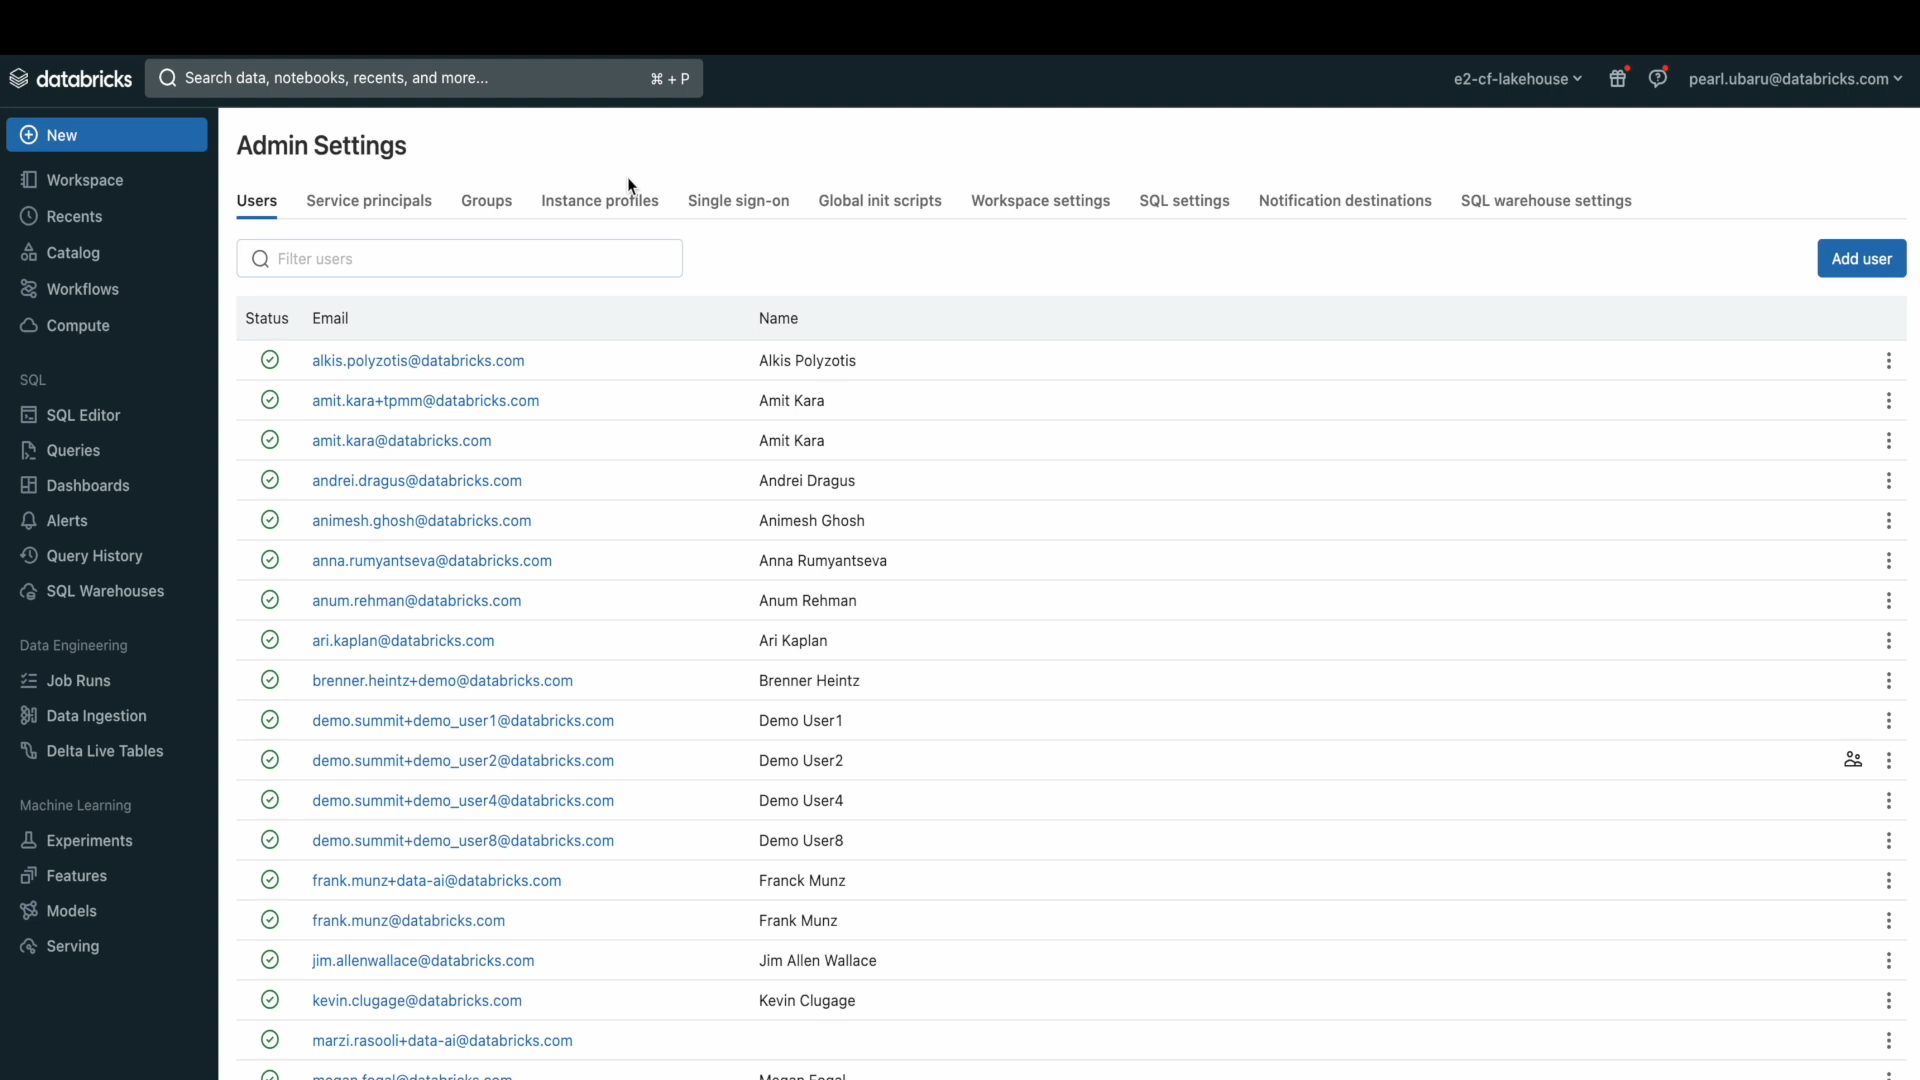 databricks
Search data, notebooks, recents, and more...
⌘ + P
e2-cf-lakehouse
pearl.ubaru@databricks.com
New
Workspace
Recents
Catalog
Workflows
Compute
SQL
SQL Editor
Queries
Dashboards
Alerts
Query History
SQL Warehouses
Data Engineering
Job Runs
Data Ingestion
Delta Live Tables
Machine Learning
Experiments
Features
Models
Serving
Admin Settings
Users Service principals Groups Instance profiles Single sign-on Global init scripts Workspace settings SQL settings Notification destinations SQL warehouse settings
Filter users
Add user
Status Email Name
alkis.polyzotis@databricks.com Alkis Polyzotis
amit.kara+tpmm@databricks.com Amit Kara
amit.kara@databricks.com Amit Kara
andrei.dragus@databricks.com Andrei Dragus
animesh.ghosh@databricks.com Animesh Ghosh
anna.rumyantseva@databricks.com Anna Rumyantseva
anum.rehman@databricks.com Anum Rehman
ari.kaplan@databricks.com Ari Kaplan
brenner.heintz+demo@databricks.com Brenner Heintz
demo.summit+demo_user1@databricks.com Demo User1
demo.summit+demo_user2@databricks.com Demo User2
demo.summit+demo_user4@databricks.com Demo User4
demo.summit+demo_user8@databricks.com Demo User8
frank.munz+data-ai@databricks.com Franck Munz
frank.munz@databricks.com Frank Munz
jim.allenwallace@databricks.com Jim Allen Wallace
kevin.clugage@databricks.com Kevin Clugage
marzi.rasooli+data-ai@databricks.com
megan.fogal@databricks.com Megan Fogal